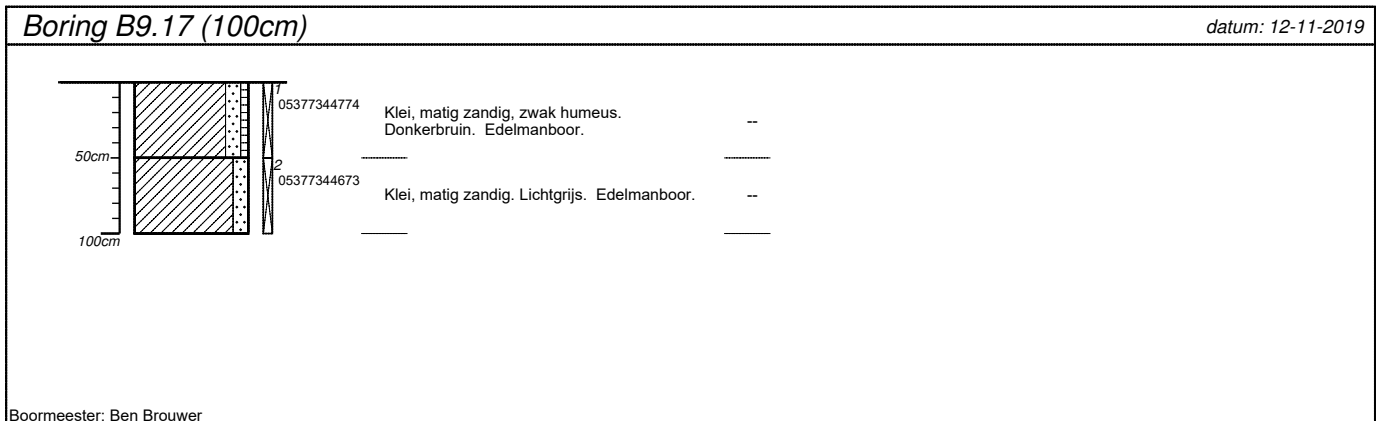 Boring B9.17 (100cm)
datum: 12-11-2019
1
05377344774
Klei, matig zandig, zwak humeus.
Donkerbruin. Edelmanboor.
--
50cm
2
05377344673
Klei, matig zandig. Lichtgrijs. Edelmanboor.
--
100cm
Boormeester: Ben Brouwer